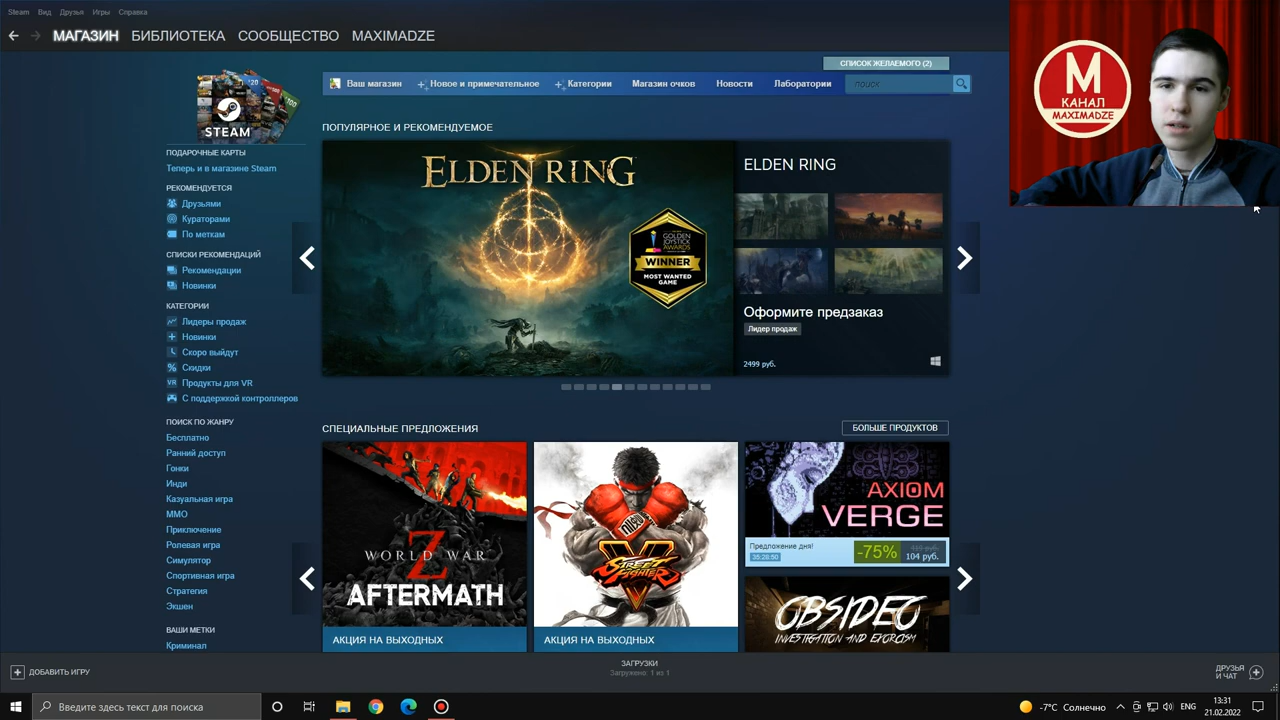 Steam Вид Друзья Игры Справка
МАГАЗИН БИБЛИОТЕКА СООБЩЕСТВО MAXIMADZE
M
КАНАЛ
MAXIMADZE
СПИСОК ЖЕЛАЕМОГО (2)
Ваш магазин Новое и примечательное Категории Магазин очков Новости Лаборатории поиск
$20
100
STEAM
ПОДАРОЧНЫЕ КАРТЫ
Теперь и в магазине Steam
РЕКОМЕНДУЕТСЯ
Друзьями
Кураторами
По меткам
СПИСКИ РЕКОМЕНДАЦИЙ
Рекомендации
Новинки
КАТЕГОРИИ
Лидеры продаж
Новинки
Скоро выйдут
Скидки
VR Продукты для VR
С поддержкой контроллеров
ПОИСК ПО ЖАНРУ
Бесплатно
Ранний доступ
Гонки
Инди
Казуальная игра
ММО
Приключение
Ролевая игра
Симулятор
Спортивная игра
Стратегия
Экшен
ВАШИ МЕТКИ
Криминал
ПОПУЛЯРНОЕ И РЕКОМЕНДУЕМОЕ
ELDEN RING
GOLDEN
JOYSTICK
AWARDS
WINNER
MOST WANTED
GAME
ELDEN RING
Оформите предзаказ
Лидер продаж
2499 руб.
СПЕЦИАЛЬНЫЕ ПРЕДЛОЖЕНИЯ
БОЛЬШЕ ПРОДУКТОВ
WORLD WAR
Z
AFTERMATH
АКЦИЯ НА ВЫХОДНЫХ
V
STREET
FIGHTER
АКЦИЯ НА ВЫХОДНЫХ
AXIOM
VERGE
Предложение дня!
-75%
104 руб.
OBSIDEO
INVESTIGATION AND EXORCISM
ДОБАВИТЬ ИГРУ
ЗАГРУЗКИ
Загружено: 1 из 1
ДРУЗЬЯ
И ЧАТ
Введите здесь текст для поиска
-7°C Солнечно
ENG
13:31
21.02.2022